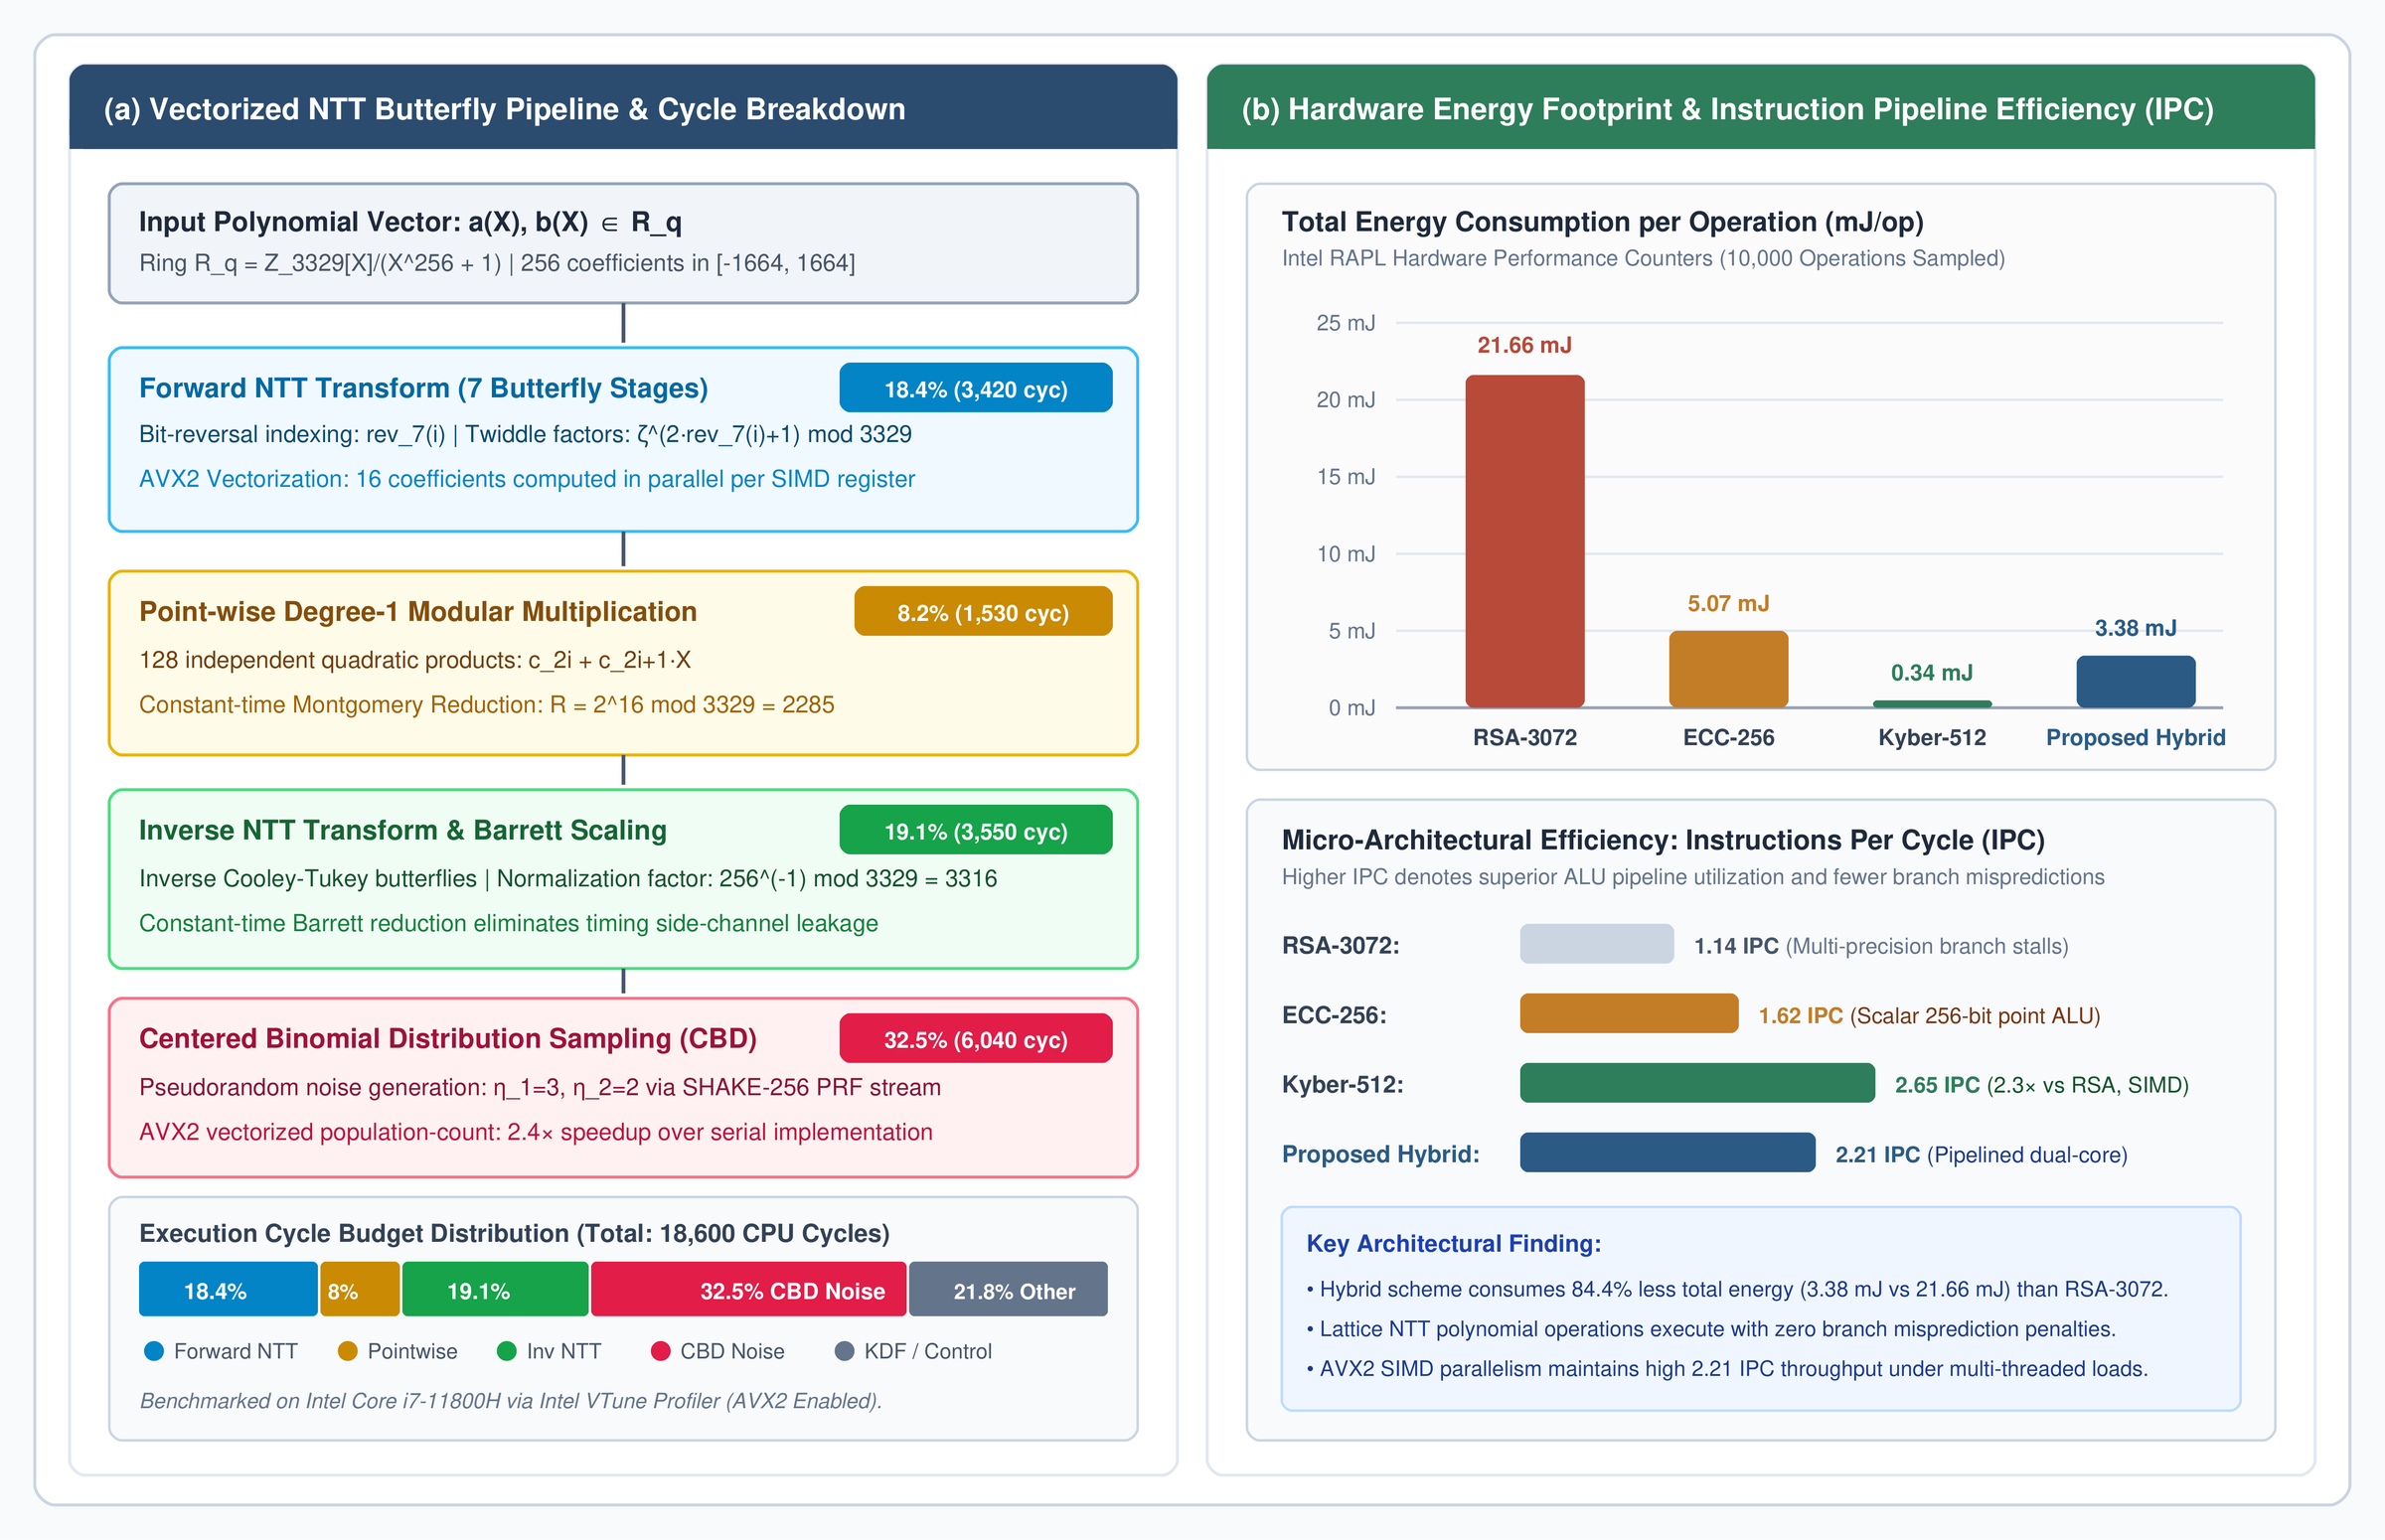 (a) Vectorized NTT Butterfly Pipeline & Cycle Breakdown
Input Polynomial Vector: a(X), b(X) ∈ R_q
Ring R_q = Z_3329[X]/(X^256 + 1) | 256 coefficients in [-1664, 1664]
Forward NTT Transform (7 Butterfly Stages)
18.4% (3,420 cyc)
Bit-reversal indexing: rev_7(i) | Twiddle factors: ζ^(2·rev_7(i)+1) mod 3329
AVX2 Vectorization: 16 coefficients computed in parallel per SIMD register
Point-wise Degree-1 Modular Multiplication
8.2% (1,530 cyc)
128 independent quadratic products: c_2i + c_2i+1·X
Constant-time Montgomery Reduction: R = 2^16 mod 3329 = 2285
Inverse NTT Transform & Barrett Scaling
19.1% (3,550 cyc)
Inverse Cooley-Tukey butterflies | Normalization factor: 256^(-1) mod 3329 = 3316
Constant-time Barrett reduction eliminates timing side-channel leakage
Centered Binomial Distribution Sampling (CBD)
32.5% (6,040 cyc)
Pseudorandom noise generation: η_1=3, η_2=2 via SHAKE-256 PRF stream
AVX2 vectorized population-count: 2.4× speedup over serial implementation
Execution Cycle Budget Distribution (Total: 18,600 CPU Cycles)
18.4%
8%
19.1%
32.5% CBD Noise
21.8% Other
Forward NTT
Pointwise
Inv NTT
CBD Noise
KDF / Control
Benchmarked on Intel Core i7-11800H via Intel VTune Profiler (AVX2 Enabled).
(b) Hardware Energy Footprint & Instruction Pipeline Efficiency (IPC)
Total Energy Consumption per Operation (mJ/op)
Intel RAPL Hardware Performance Counters (10,000 Operations Sampled)
25 mJ
20 mJ
15 mJ
10 mJ
5 mJ
0 mJ
21.66 mJ
5.07 mJ
0.34 mJ
3.38 mJ
RSA-3072
ECC-256
Kyber-512
Proposed Hybrid
Micro-Architectural Efficiency: Instructions Per Cycle (IPC)
Higher IPC denotes superior ALU pipeline utilization and fewer branch mispredictions
RSA-3072:
1.14 IPC (Multi-precision branch stalls)
ECC-256:
1.62 IPC (Scalar 256-bit point ALU)
Kyber-512:
2.65 IPC (2.3× vs RSA, SIMD)
Proposed Hybrid:
2.21 IPC (Pipelined dual-core)
Key Architectural Finding:
• Hybrid scheme consumes 84.4% less total energy (3.38 mJ vs 21.66 mJ) than RSA-3072.
• Lattice NTT polynomial operations execute with zero branch misprediction penalties.
• AVX2 SIMD parallelism maintains high 2.21 IPC throughput under multi-threaded loads.